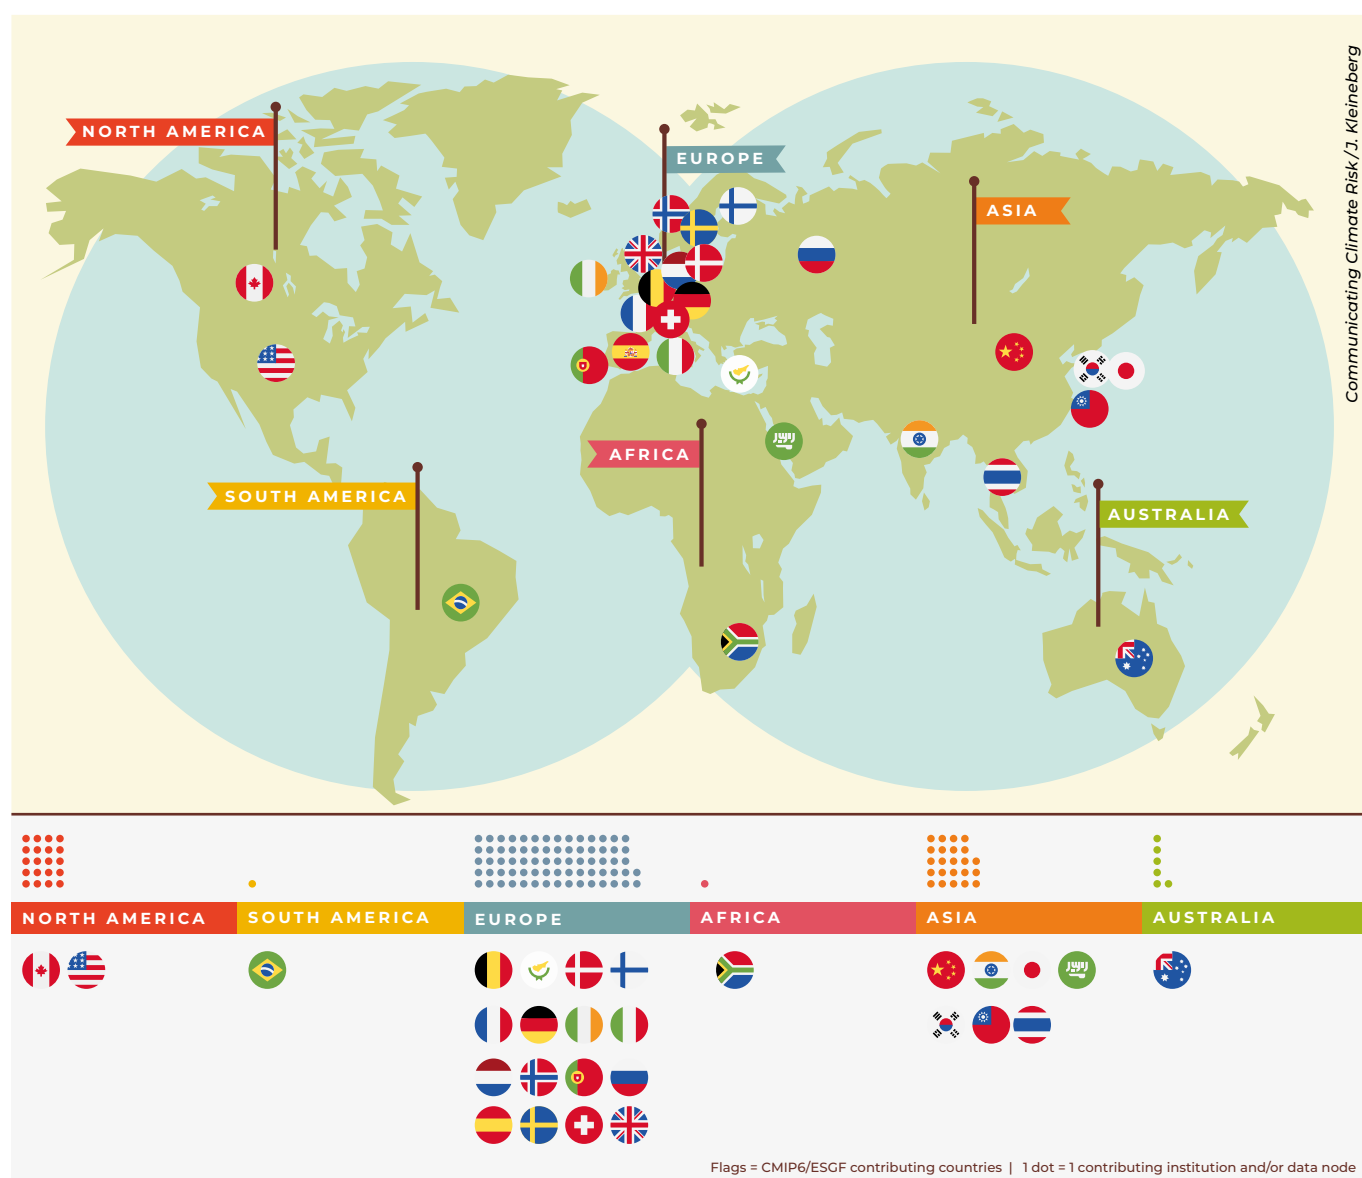 NORTH AMERICA
EUROPE
ASIA
AFRICA
SOUTH AMERICA
AUSTRALIA
Communicating Climate Risk / J. Kleineberg
NORTH AMERICA
SOUTH AMERICA
EUROPE
AFRICA
ASIA
AUSTRALIA
Flags = CMIP6/ESGF contributing countries | 1 dot = 1 contributing institution and/or data node